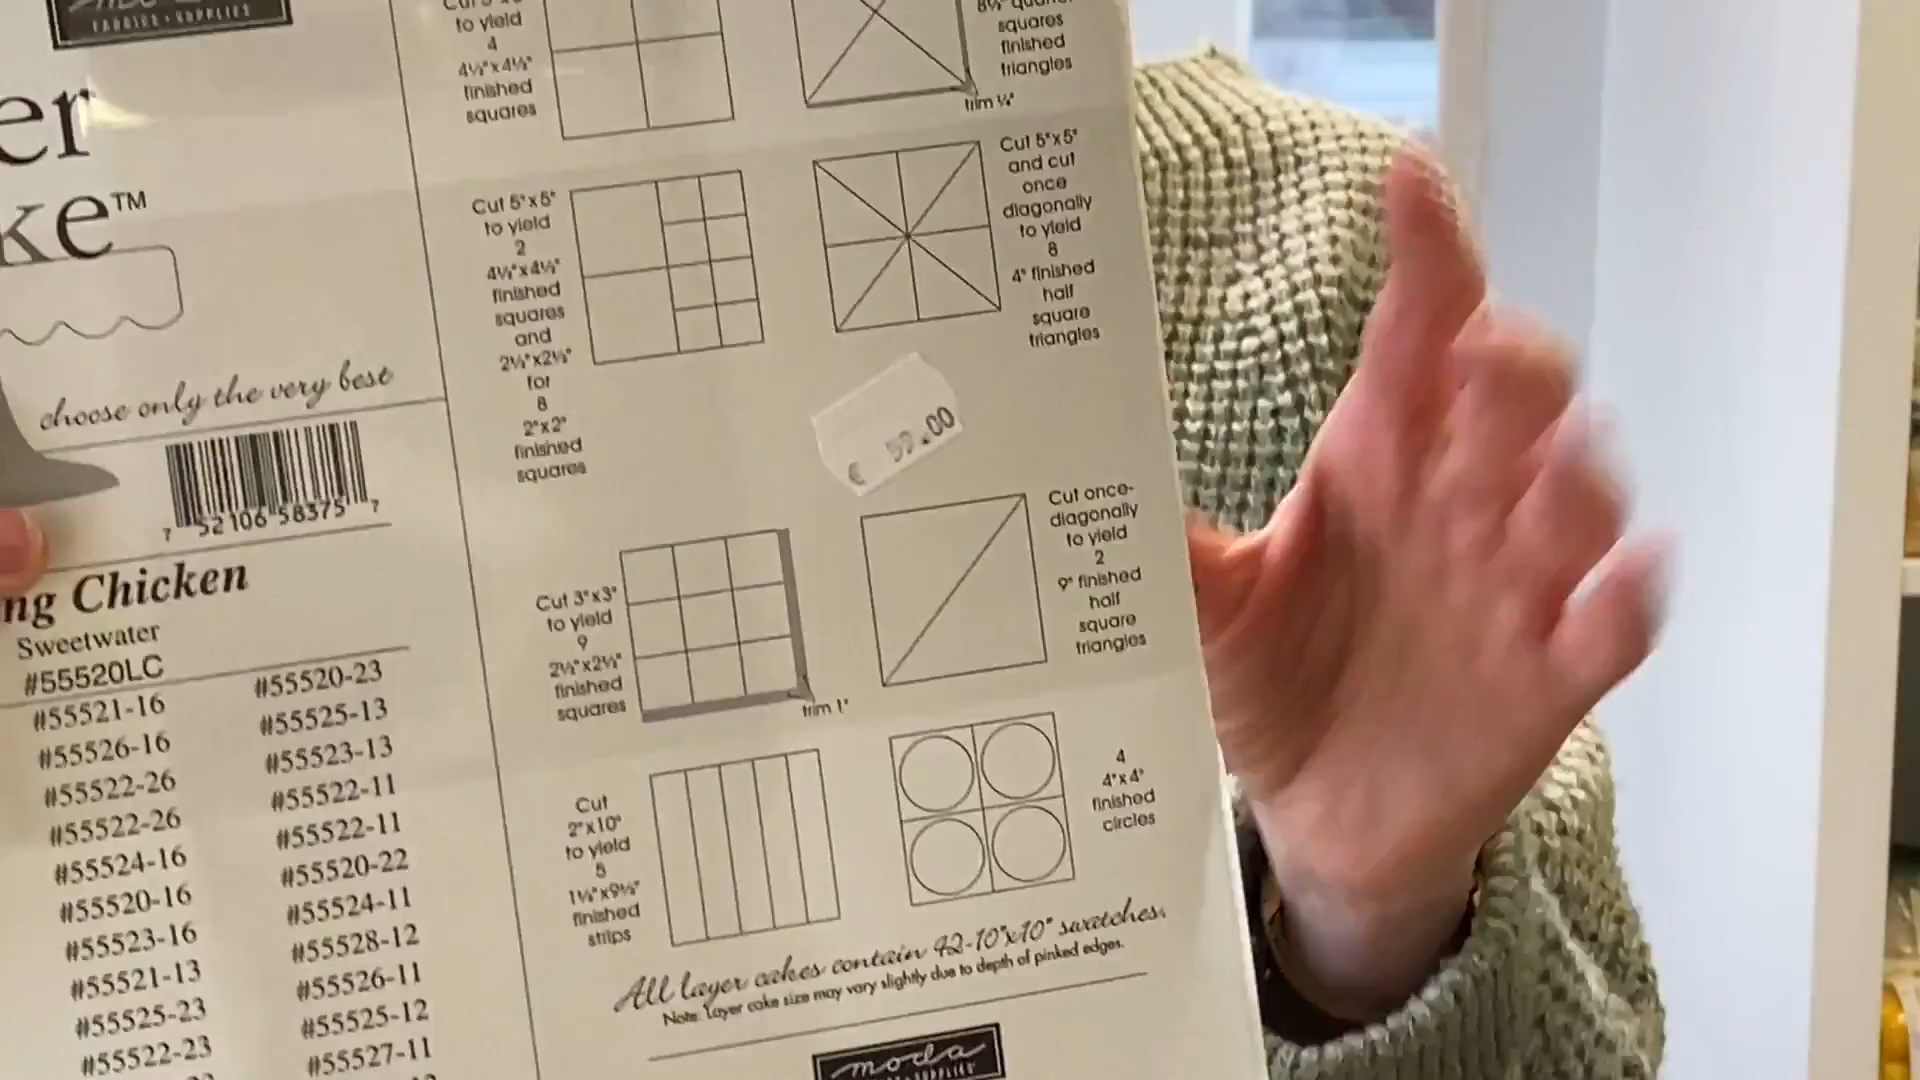 FABRICS • SUPPLIES
er
ke™
choose only the very best
7 52106 58375 7
ng Chicken
Sweetwater
#55520LC
#55521-16
#55526-16
#55522-26
#55522-26
#55524-16
#55520-16
#55523-16
#55521-13
#55525-23
#55522-23
#55520-23
#55525-13
#55523-13
#55522-11
#55522-11
#55520-22
#55524-11
#55528-12
#55526-11
#55525-12
#55527-11
to yield
4
4½"x4½"
finished
squares
squares
finished
triangles
trim ¼"
Cut 5"x5"
to yield
2
4½"x4½"
finished
squares
and
2½"x2½"
for
8
2"x2"
finished
squares
Cut 5"x5"
and cut
once
diagonally
to yield
8
4" finished
half
square
triangles
€ 59.00
Cut 3"x3"
to yield
9
2½"x2½"
finished
squares
trim 1"
Cut once-
diagonally
to yield
2
9" finished
half
square
triangles
Cut
2"x10"
to yield
5
1½"x9½"
finished
strips
4
4"x4"
finished
circles
All layer cakes contain 42-10"x10" swatches.
Note: Layer cake size may vary slightly due to depth of pinked edges.
moda